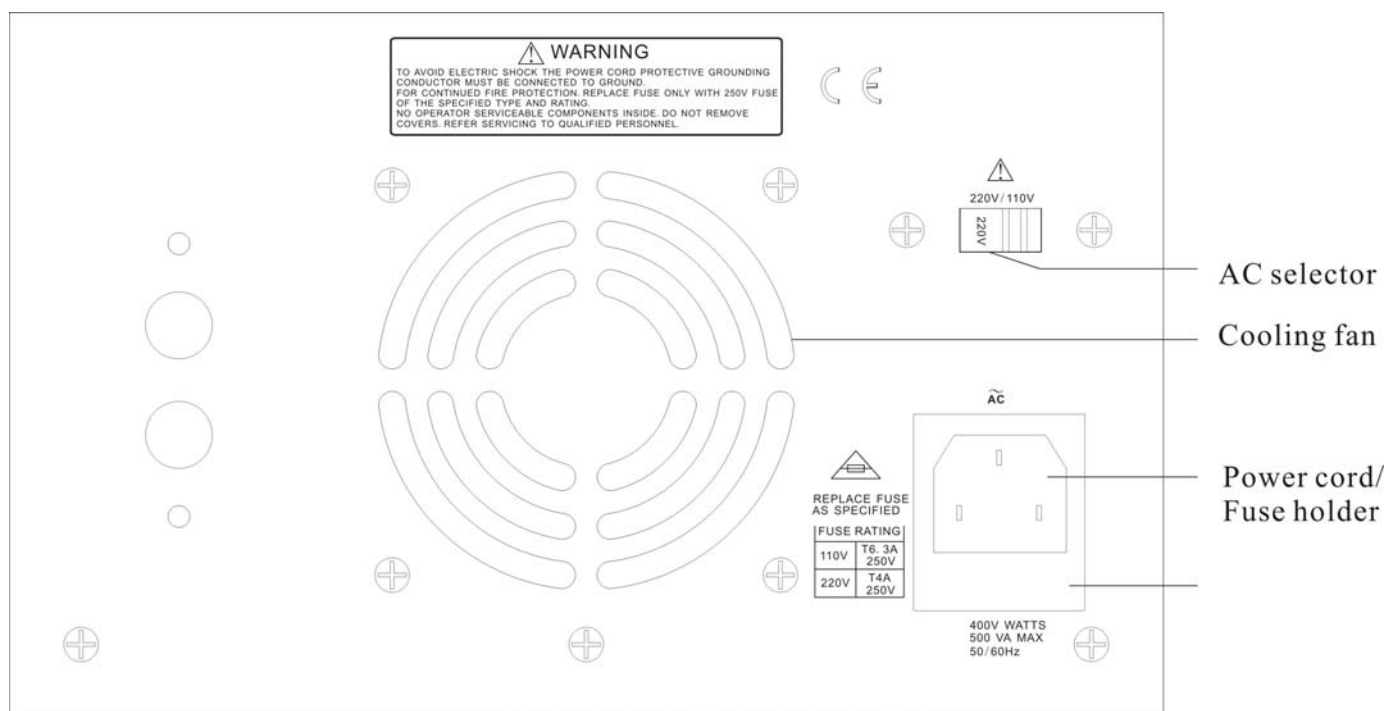 WARNING
TO AVOID ELECTRIC SHOCK THE POWER CORD PROTECTIVE GROUNDING
CONDUCTOR MUST BE CONNECTED TO GROUND.
FOR CONTINUED FIRE PROTECTION. REPLACE FUSE ONLY WITH 250V FUSE
OF THE SPECIFIED TYPE AND RATING.
NO OPERATOR SERVICEABLE COMPONENTS INSIDE. DO NOT REMOVE
COVERS. REFER SERVICING TO QUALIFIED PERSONNEL.
CE
220V/110V
220V
AC selector
Cooling fan
AC
Power cord/
Fuse holder
REPLACE FUSE
AS SPECIFIED
FUSE RATING
110V T6. 3A
250V
220V T4A
250V
400V WATTS
500 VA MAX
50/60Hz